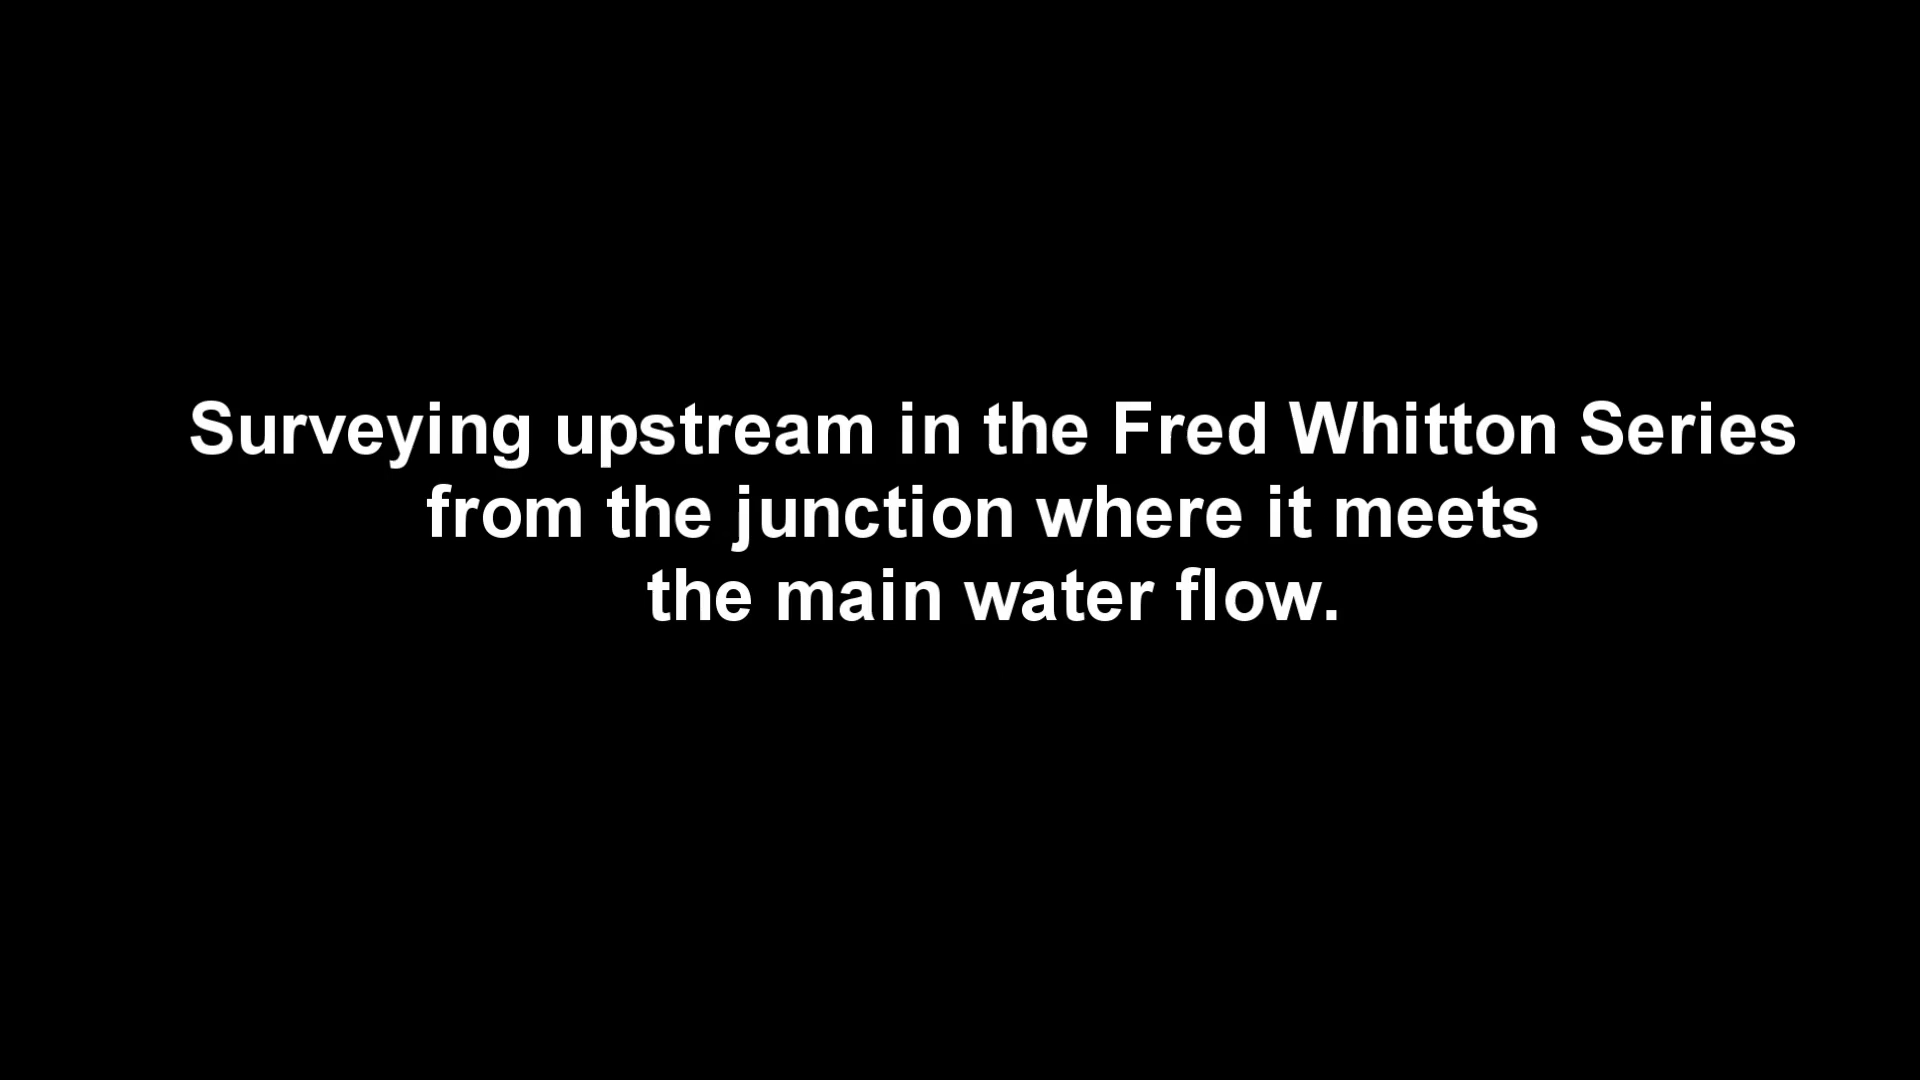 Surveying upstream in the Fred Whitton Series
from the junction where it meets
the main water flow.